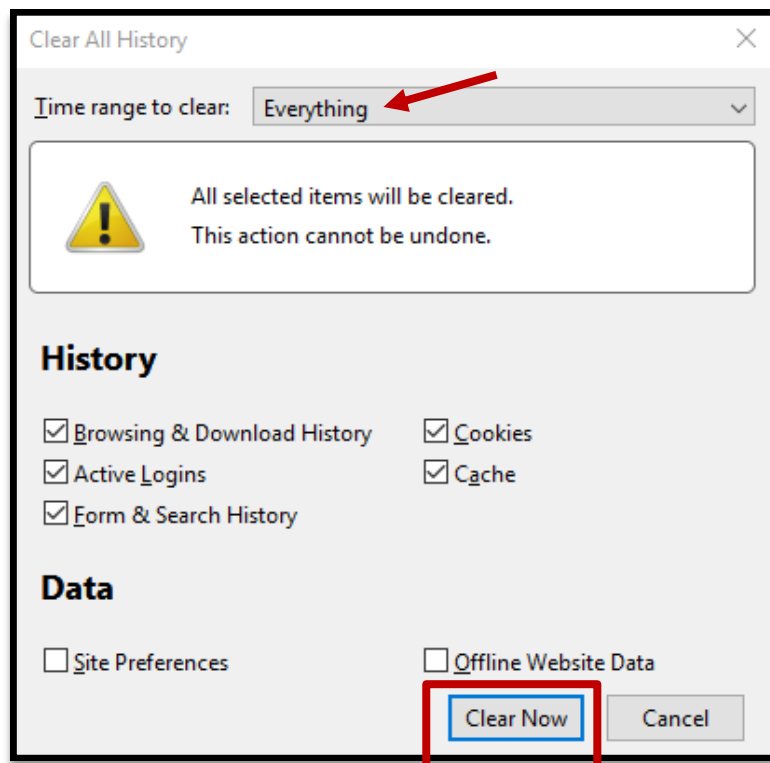 Clear All History
Time range to clear: Everything
All selected items will be cleared.
This action cannot be undone.
History
Browsing & Download History Cookies
Active Logins Cache
Form & Search History
Data
Site Preferences Offline Website Data
Clear Now Cancel